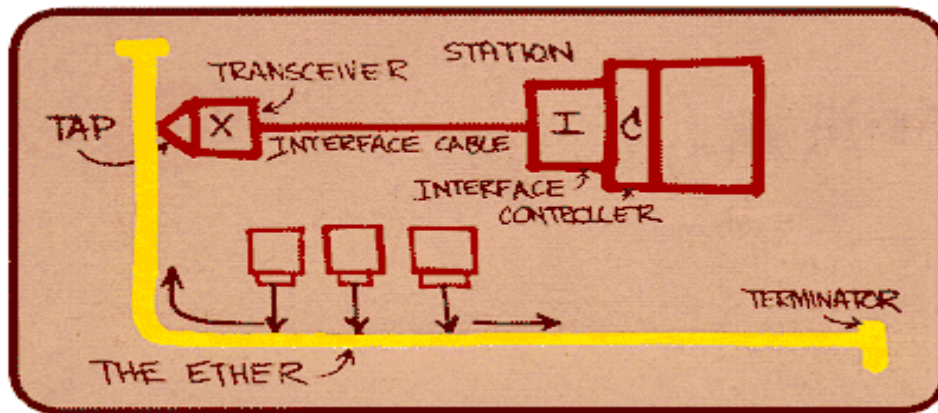 STATION
TRANSCEIVER
TAP
X
I
C
INTERFACE CABLE
INTERFACE
CONTROLLER
TERMINATOR
THE ETHER